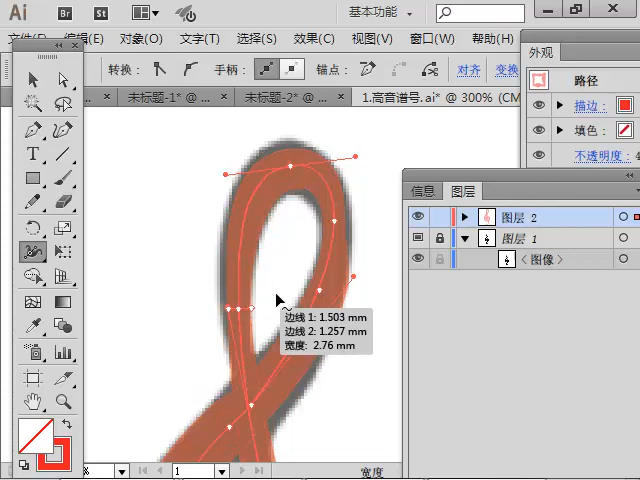 Ai Br St 基本功能
文件(F) 编辑(E) 对象(O) 文字(T) 选择(S) 效果(C) 视图(V) 窗口(W) 帮助(H)
转换： 手柄： 锚点： 对齐 变换
未标题-1* @ ... × 未标题-2* @ ... × 1.高音谱号.ai* @ 300% (CM
外观
路径
描边：
填色：
不透明度：
信息 图层
图层 2
图层 1
<图像>
边线 1: 1.503 mm
边线 2: 1.257 mm
宽度: 2.76 mm
% 1 宽度